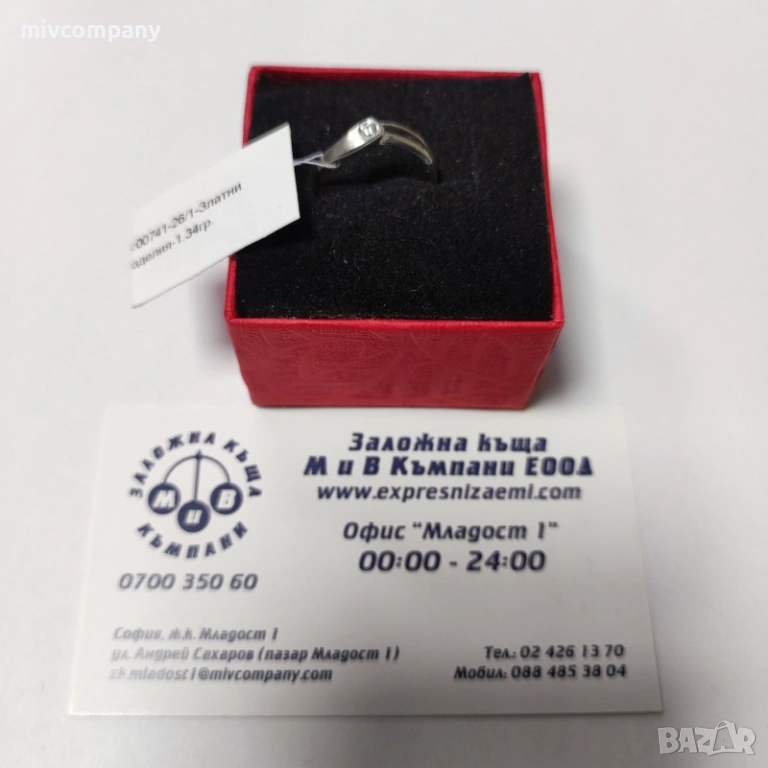 mivcompany
00741-26/1-Златни
делия-1.34гр.
ЗАЛОЖНА КЪЩА
М и В
КЪМПАНИ
0700 350 60
Заложна къща
М и В Къмпани ЕООД
www.expresnizaemi.com
Офис "Младост 1"
00:00 - 24:00
София, ж.к. Младост 1
ул. Андрей Сахаров (пазар Младост 1)
zk.mladost1@mivcompany.com
Тел.: 02 426 13 70
Мобил.: 088 485 38 04
BAZAR